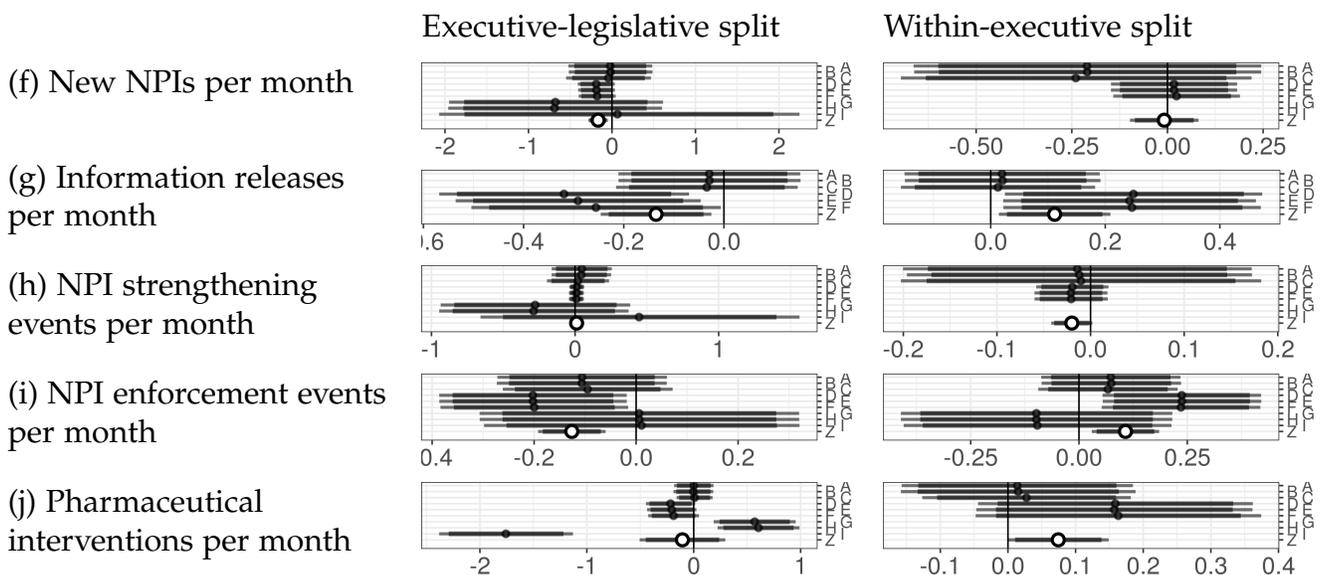 Executive-legislative split Within-executive split
(f) New NPIs per month
A
B
C
D
E
F
G
H
I
Z
A
B
C
D
E
F
G
H
I
Z
-2 -1 0 1 2
-0.50 -0.25 0.00 0.25
(g) Information releases
per month
A
B
C
D
E
F
Z
A
B
C
D
E
F
Z
0.6 -0.4 -0.2 0.0
0.0 0.2 0.4
(h) NPI strengthening
events per month
A
B
C
D
E
F
G
H
I
Z
A
B
C
D
E
F
G
H
I
Z
-1 0 1
-0.2 -0.1 0.0 0.1 0.2
(i) NPI enforcement events
per month
A
B
C
D
E
F
G
H
I
Z
A
B
C
D
E
F
G
H
I
Z
0.4 -0.2 0.0 0.2
-0.25 0.00 0.25
(j) Pharmaceutical
interventions per month
A
B
C
D
E
F
G
H
I
Z
A
B
C
D
E
F
G
H
I
Z
-2 -1 0 1
-0.1 0.0 0.1 0.2 0.3 0.4